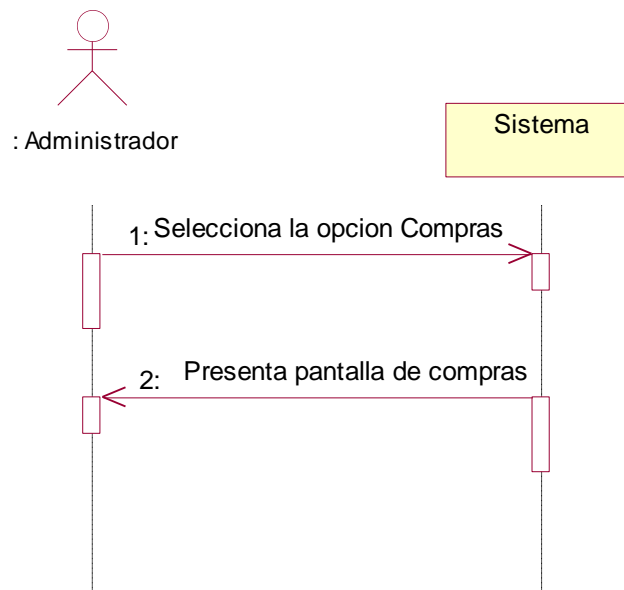 : Administrador
Sistema
1: Selecciona la opcion Compras
2: Presenta pantalla de compras